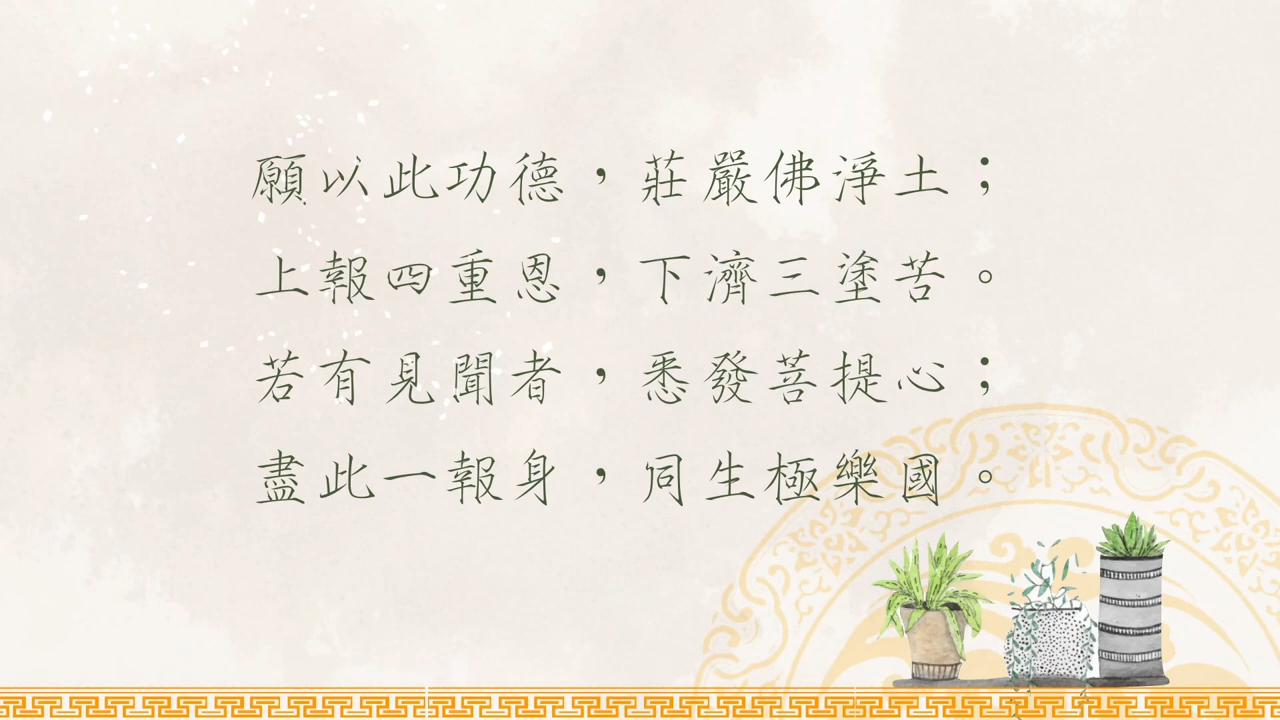 願以此功德，莊嚴佛淨土；
上報四重恩，下濟三塗苦。
若有見聞者，悉發菩提心；
盡此一報身，同生極樂國。